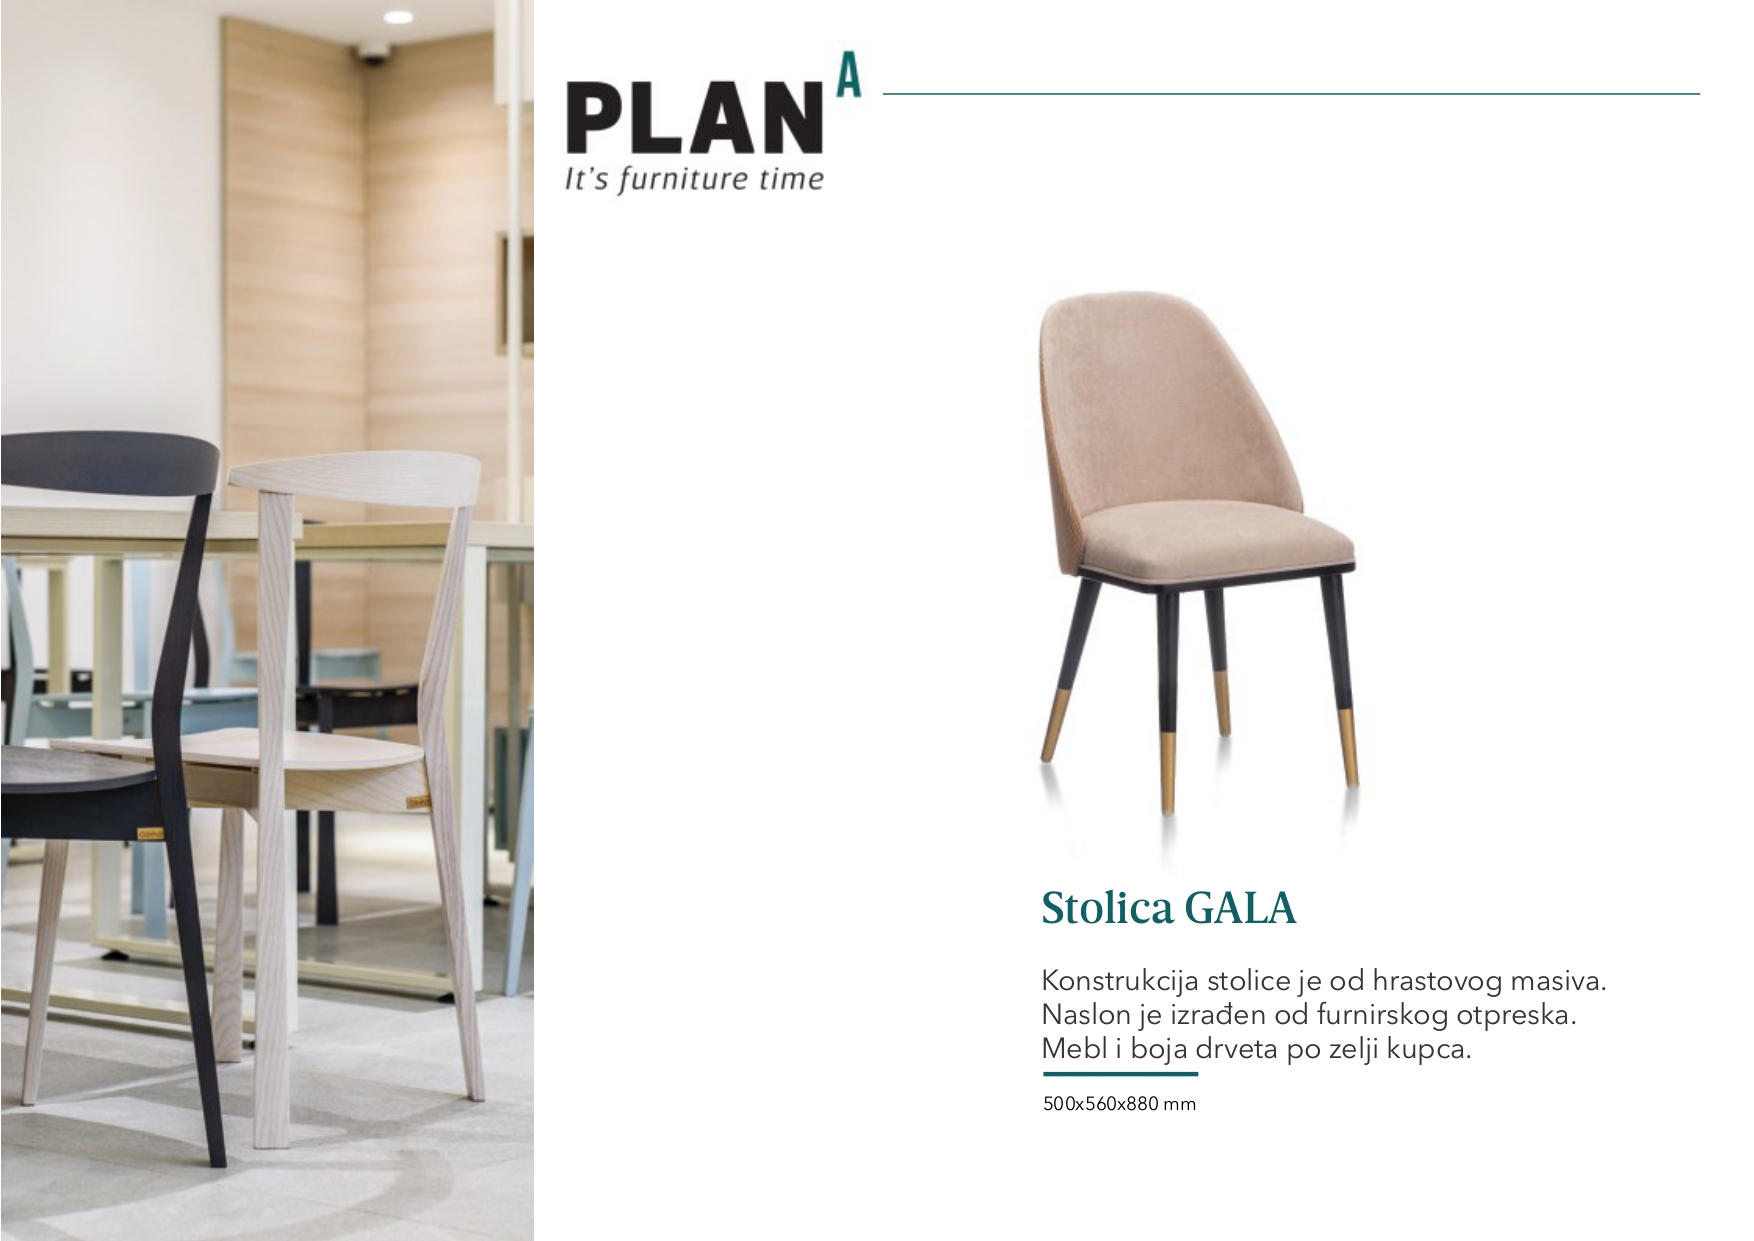 PLAN A
It's furniture time
Stolica GALA
Konstrukcija stolice je od hrastovog masiva.
Naslon je izrađen od furnirskog otpreska.
Mebl i boja drveta po zelji kupca.
500x560x880 mm